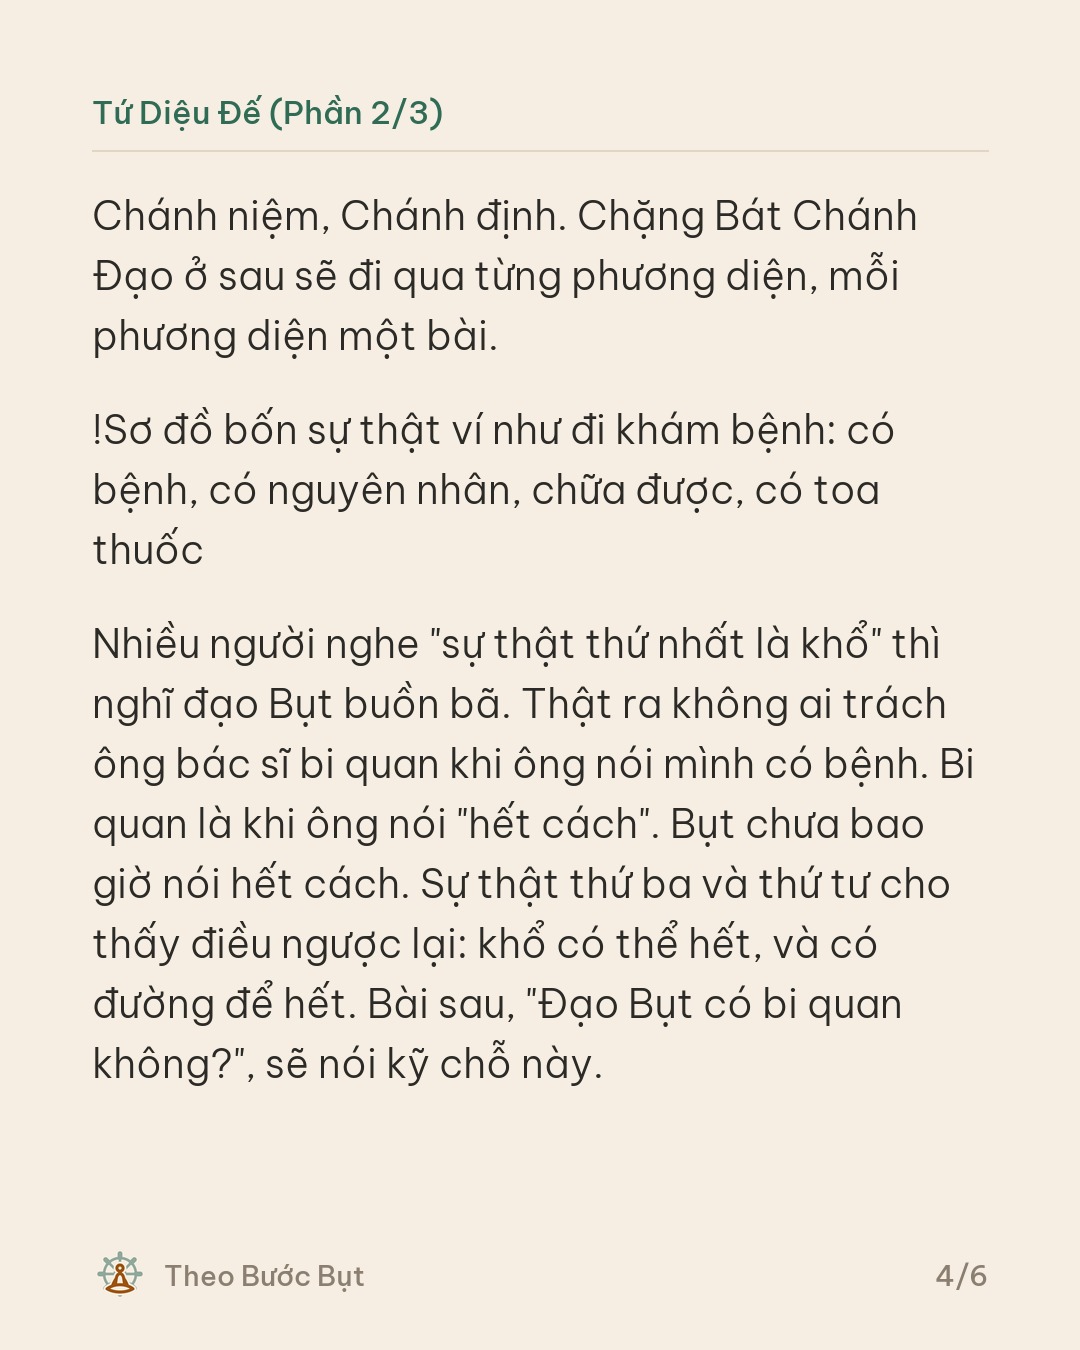 Tứ Diệu Đế (Phần 2/3)
Chánh niệm, Chánh định. Chặng Bát Chánh
Đạo ở sau sẽ đi qua từng phương diện, mỗi
phương diện một bài.
!Sơ đồ bốn sự thật ví như đi khám bệnh: có
bệnh, có nguyên nhân, chữa được, có toa
thuốc
Nhiều người nghe "sự thật thứ nhất là khổ" thì
nghĩ đạo Bụt buồn bã. Thật ra không ai trách
ông bác sĩ bi quan khi ông nói mình có bệnh. Bi
quan là khi ông nói "hết cách". Bụt chưa bao
giờ nói hết cách. Sự thật thứ ba và thứ tư cho
thấy điều ngược lại: khổ có thể hết, và có
đường để hết. Bài sau, "Đạo Bụt có bi quan
không?", sẽ nói kỹ chỗ này.
Theo Bước Bụt
4/6